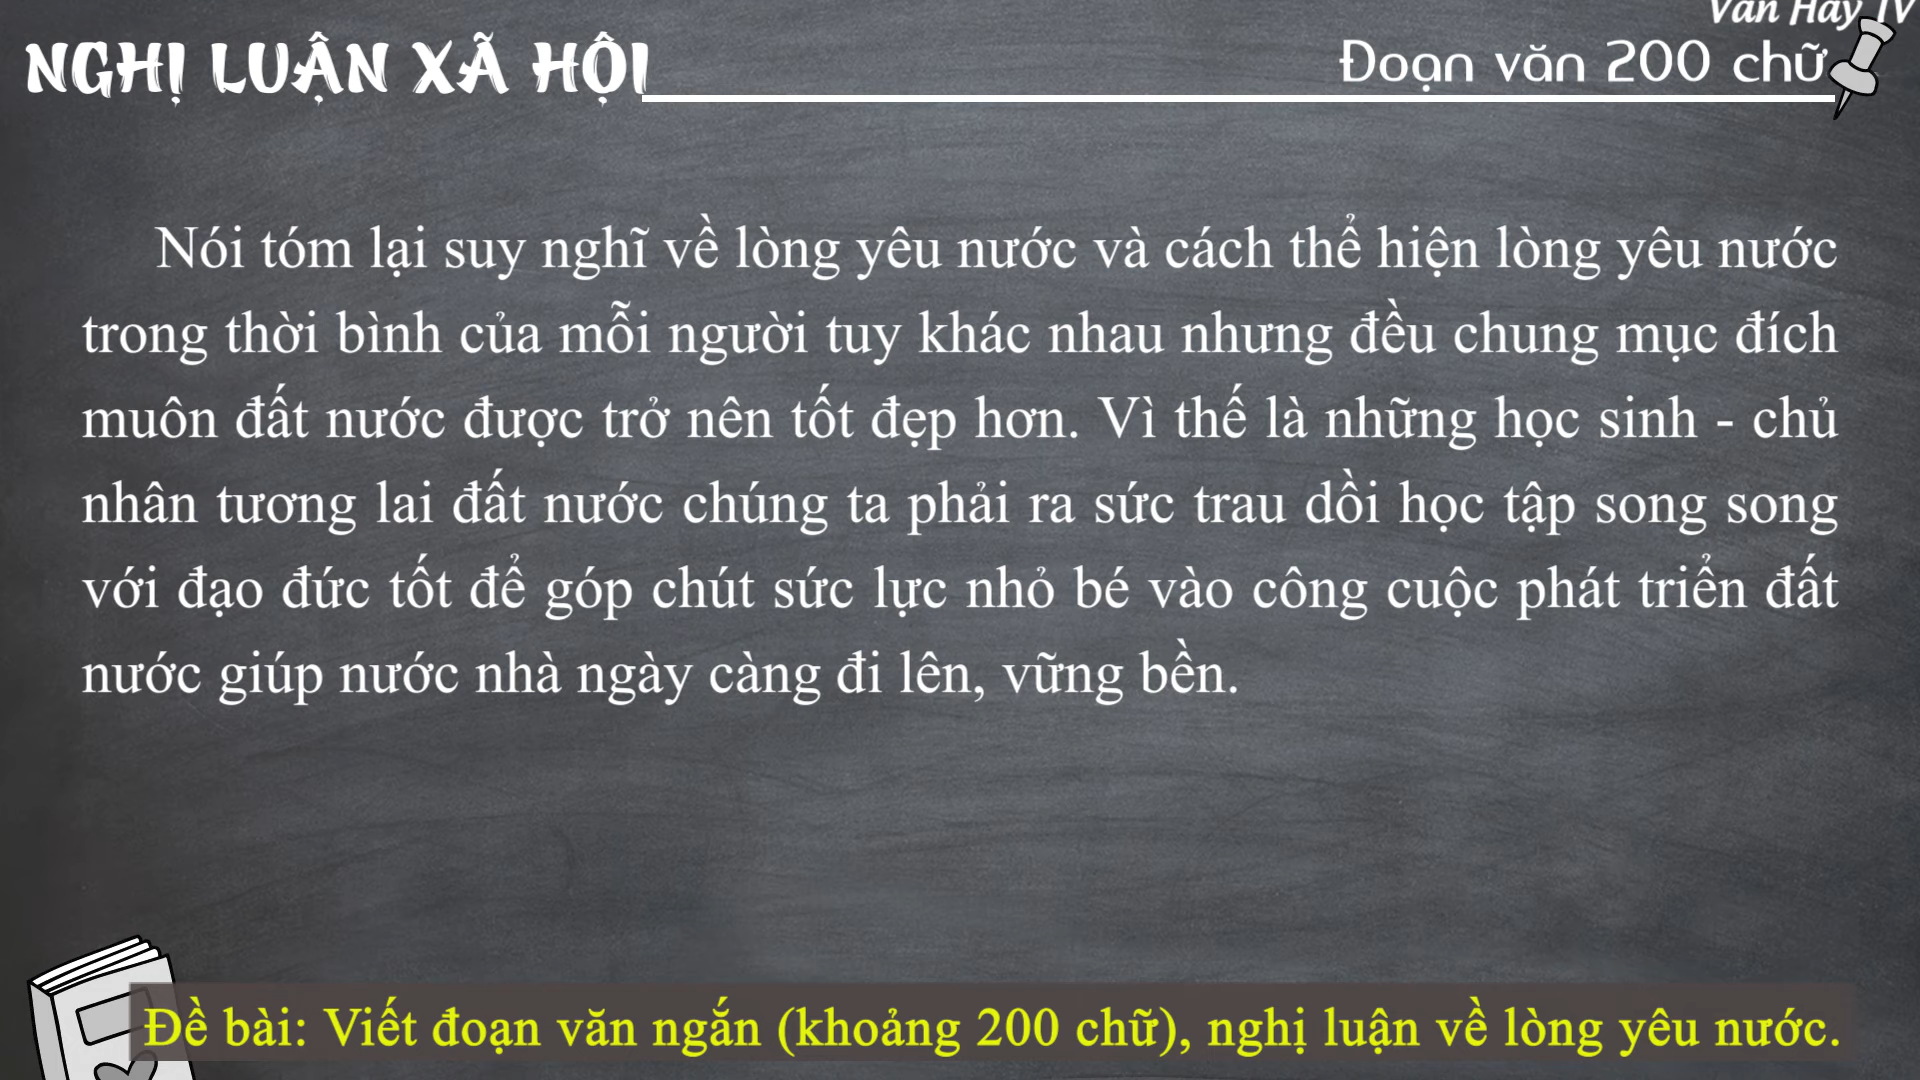 Văn Hay TV
NGHỊ LUẬN XÃ HỘI
Đoạn văn 200 chữ
Nói tóm lại suy nghĩ về lòng yêu nước và cách thể hiện lòng yêu nước
trong thời bình của mỗi người tuy khác nhau nhưng đều chung mục đích
muôn đất nước được trở nên tốt đẹp hơn. Vì thế là những học sinh - chủ
nhân tương lai đất nước chúng ta phải ra sức trau dồi học tập song song
với đạo đức tốt để góp chút sức lực nhỏ bé vào công cuộc phát triển đất
nước giúp nước nhà ngày càng đi lên, vững bền.
Đề bài: Viết đoạn văn ngắn (khoảng 200 chữ), nghị luận về lòng yêu nước.